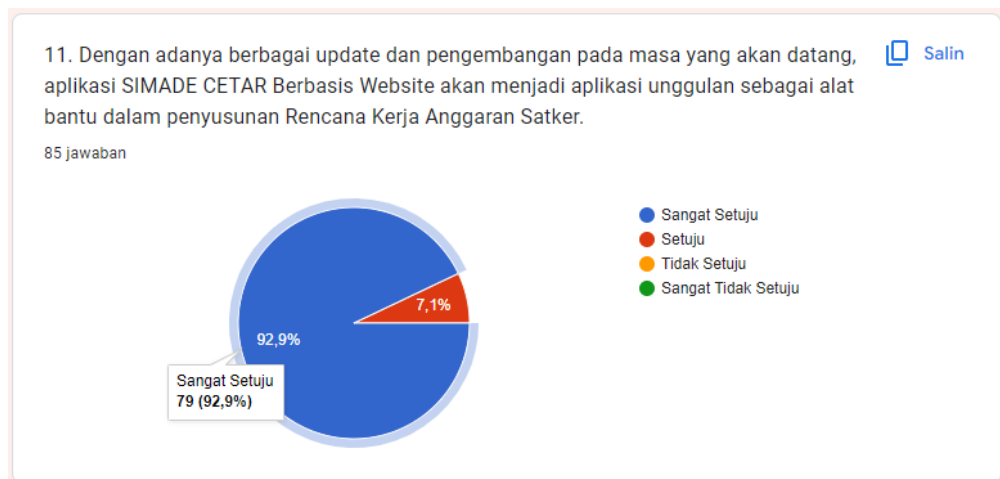 11. Dengan adanya berbagai update dan pengembangan pada masa yang akan datang,
aplikasi SIMADE CETAR Berbasis Website akan menjadi aplikasi unggulan sebagai alat
bantu dalam penyusunan Rencana Kerja Anggaran Satker.
Salin
85 jawaban
Sangat Setuju
Setuju
Tidak Setuju
Sangat Tidak Setuju
7,1%
92,9%
Sangat Setuju
79 (92,9%)